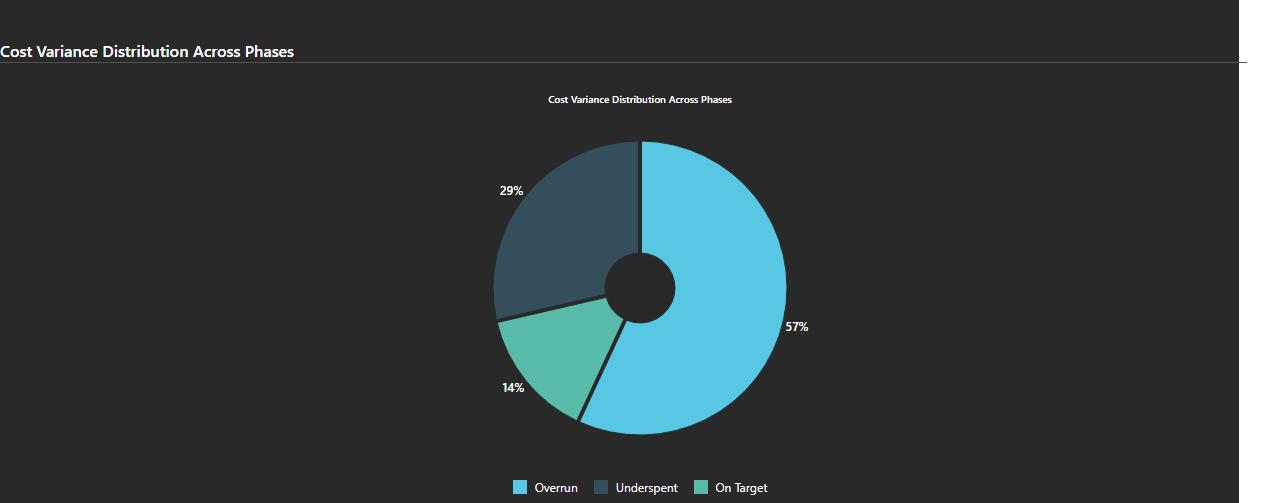 Cost Variance Distribution Across Phases
Cost Variance Distribution Across Phases
29%
57%
14%
Overrun Underspent On Target